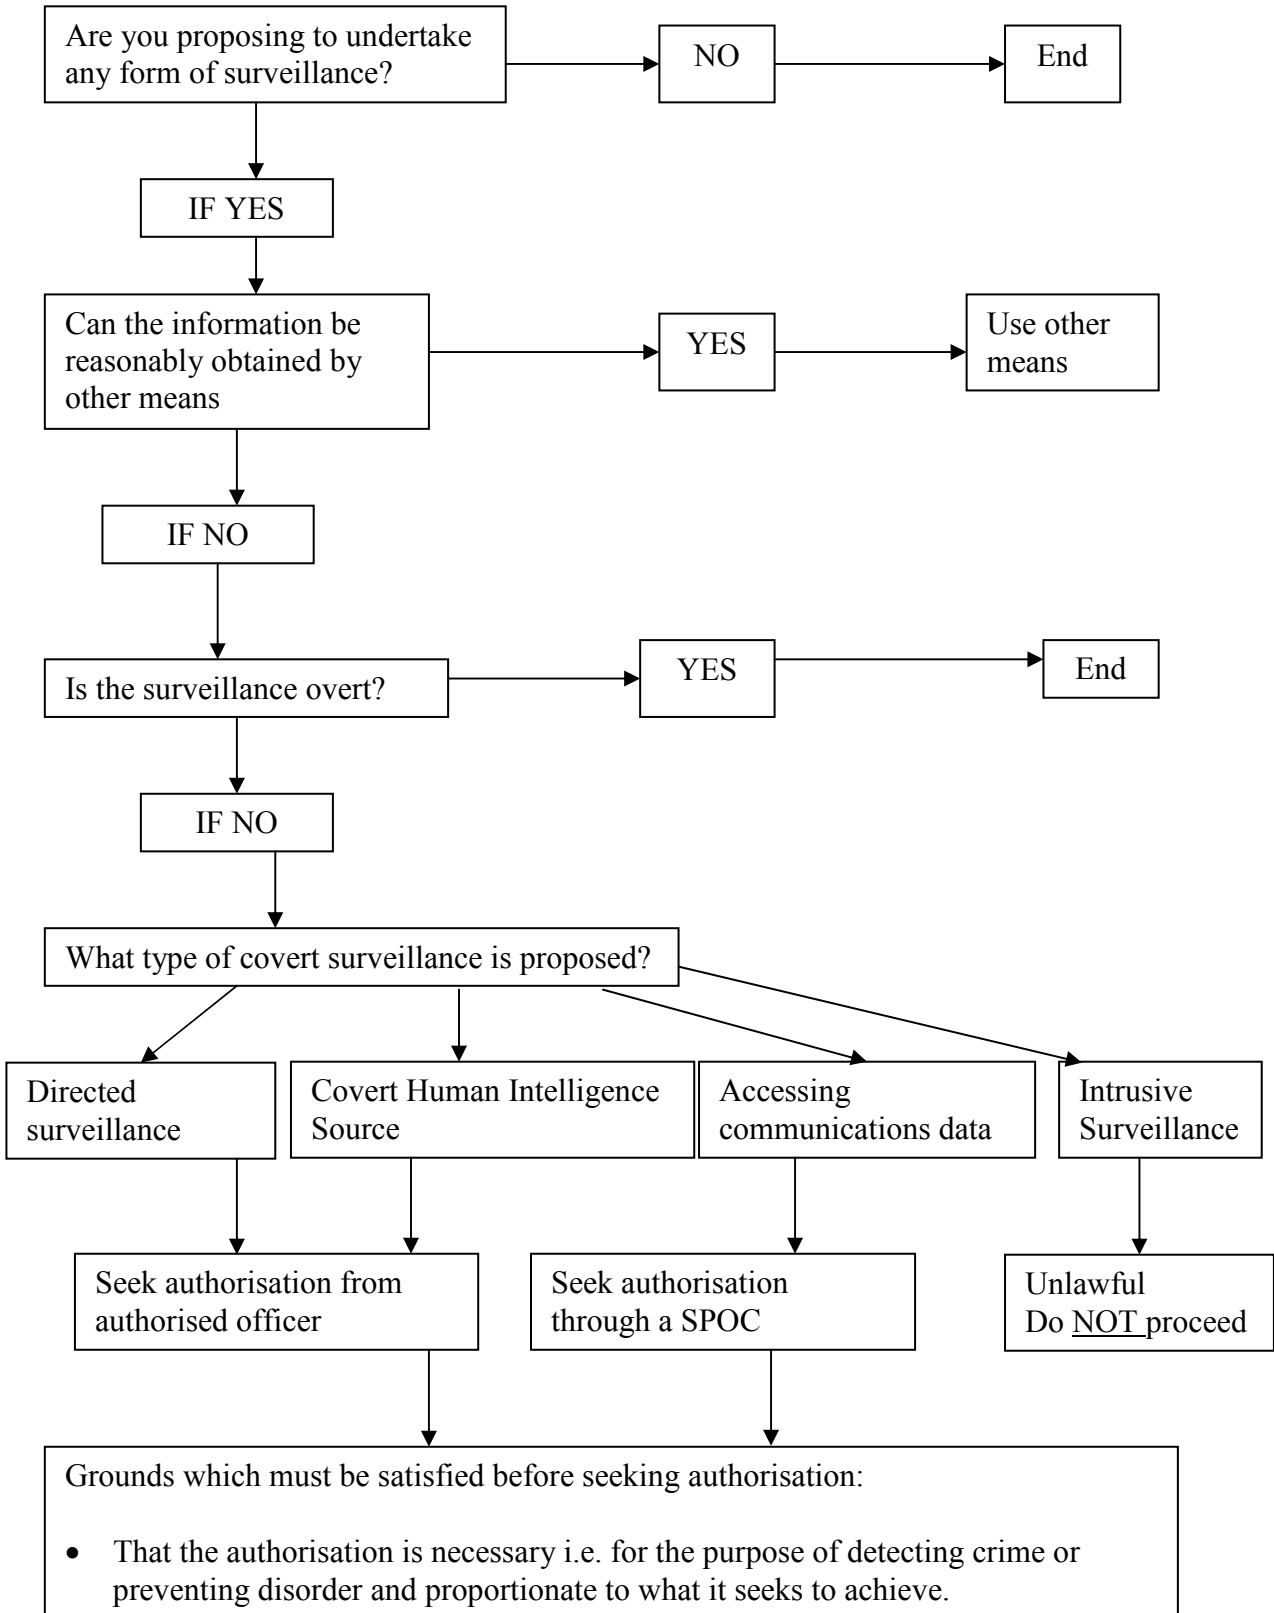 Are you proposing to undertake
any form of surveillance?
NO
End
IF YES
Can the information be
reasonably obtained by
other means
YES
Use other
means
IF NO
Is the surveillance overt?
YES
End
IF NO
What type of covert surveillance is proposed?
Directed
surveillance
Covert Human Intelligence
Source
Accessing
communications data
Intrusive
Surveillance
Seek authorisation from
authorised officer
Seek authorisation
through a SPOC
Unlawful
Do NOT proceed
Grounds which must be satisfied before seeking authorisation:
• That the authorisation is necessary i.e. for the purpose of detecting crime or
preventing disorder and proportionate to what it seeks to achieve.